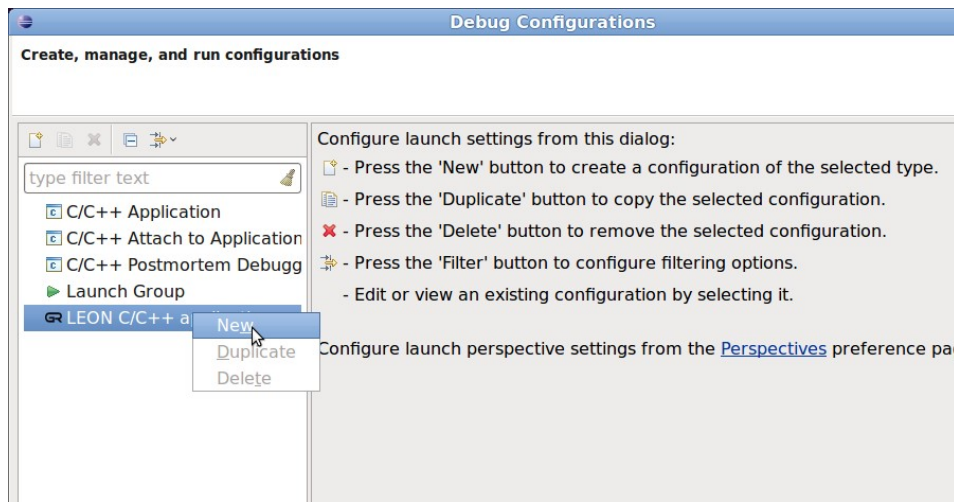 Debug Configurations
Create, manage, and run configurations
type filter text
C/C++ Application
C/C++ Attach to Application
C/C++ Postmortem Debugg
Launch Group
LEON C/C++ a
New
Duplicate
Delete
Configure launch settings from this dialog:
- Press the 'New' button to create a configuration of the selected type.
- Press the 'Duplicate' button to copy the selected configuration.
- Press the 'Delete' button to remove the selected configuration.
- Press the 'Filter' button to configure filtering options.
- Edit or view an existing configuration by selecting it.
Configure launch perspective settings from the Perspectives preference pa